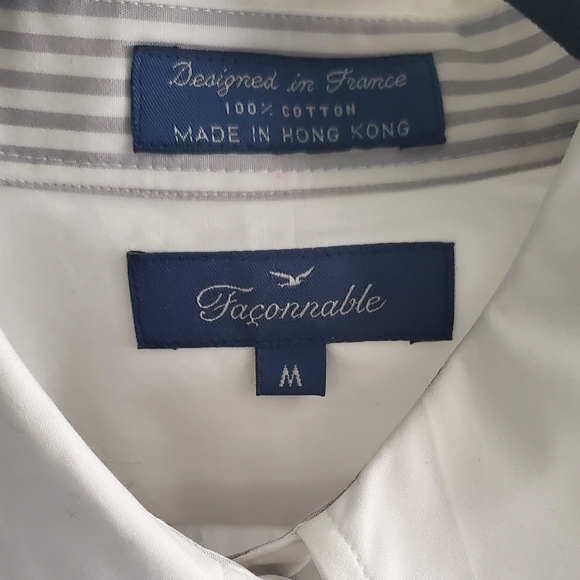 Designed in France
100% COTTON
MADE IN HONG KONG
Façonnable
M